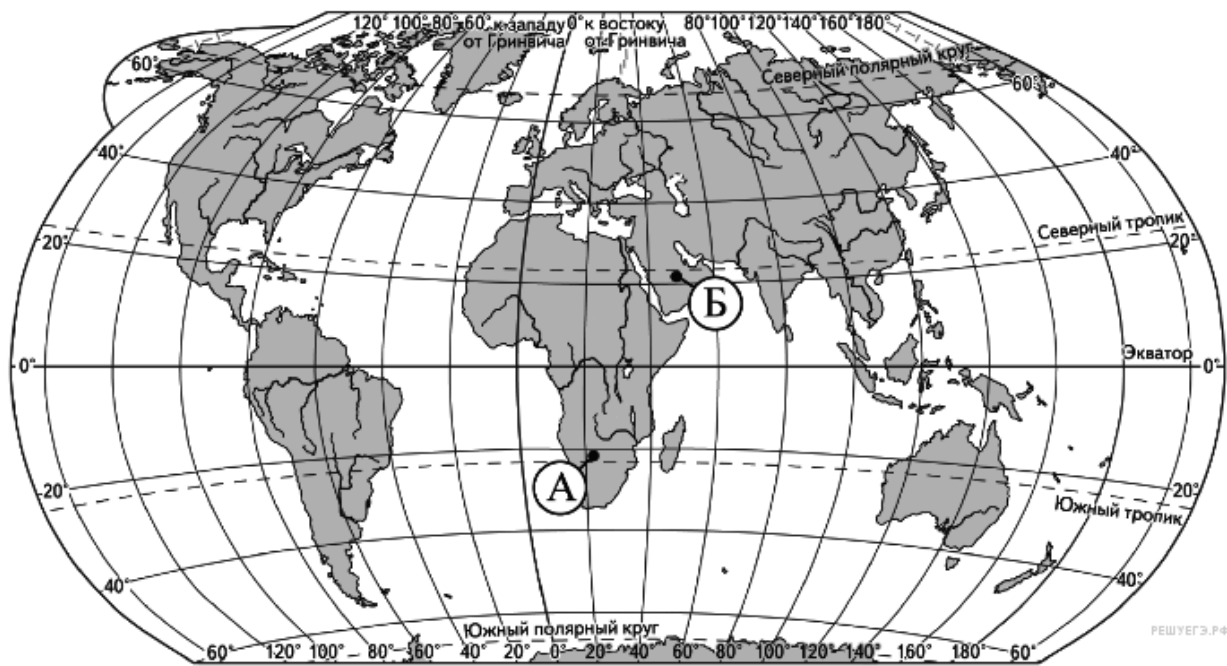 120° 100° 80° 60° к западу 0° к востоку 80° 100° 120° 140° 160° 180°
от Гринвича от Гринвича
Северный полярный круг
60° 60°
40° 40°
Северный тропик
20° 20°
Б
Экватор
0° 0°
А
20° 20°
Южный тропик
40° 40°
Южный полярный круг
60° 120° 100° 80° 60° 40° 20° 0° 20° 40° 60° 80° 100° 120° 140° 160° 180° 60°
РЕШУЕГЭ.РФ